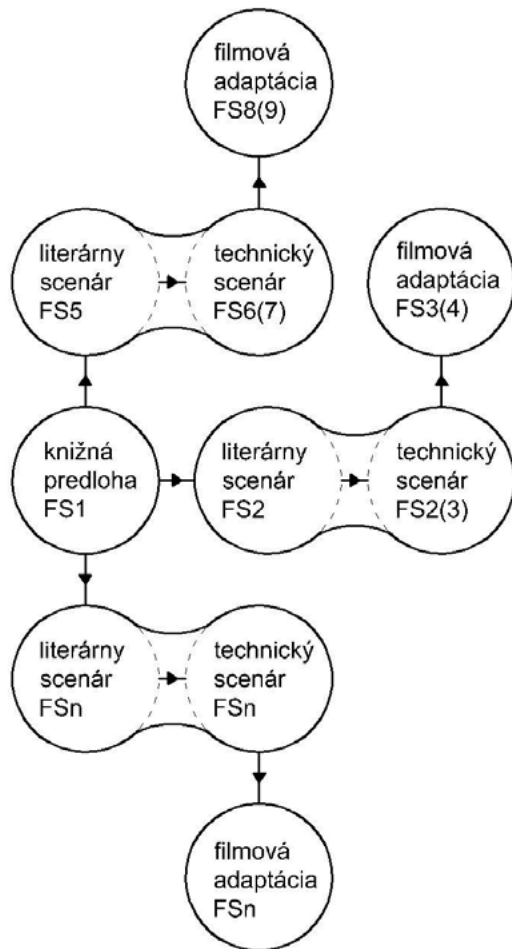 filmová
adaptácia
FS8(9)
literárny
scenár
FS5
technický
scenár
FS6(7)
filmová
adaptácia
FS3(4)
knižná
predloha
FS1
literárny
scenár
FS2
technický
scenár
FS2(3)
literárny
scenár
FSn
technický
scenár
FSn
filmová
adaptácia
FSn